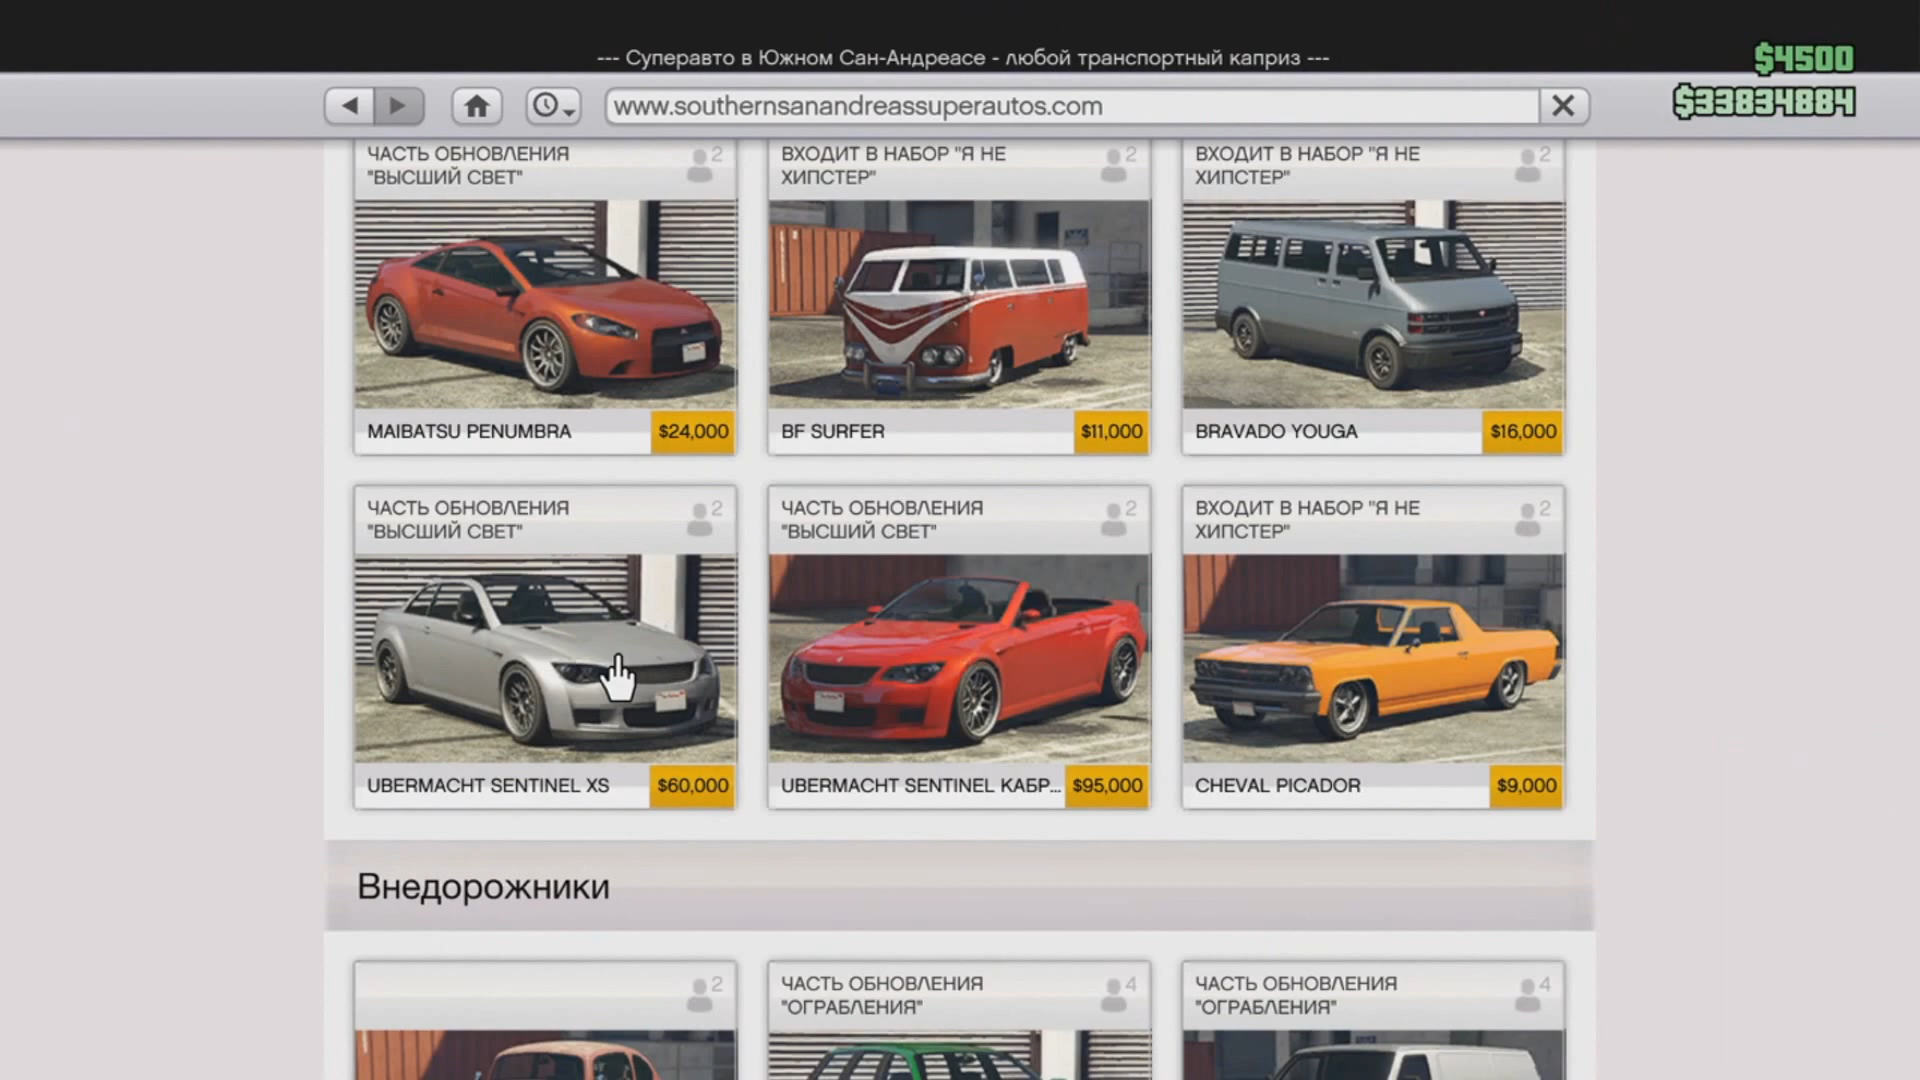 --- Суперавто в Южном Сан-Андреасе - любой транспортный каприз ---
$4500
$33834884
www.southernsanandreassuperautos.com
ЧАСТЬ ОБНОВЛЕНИЯ
"ВЫСШИЙ СВЕТ"
2
ВХОДИТ В НАБОР "Я НЕ
ХИПСТЕР"
2
ВХОДИТ В НАБОР "Я НЕ
ХИПСТЕР"
2
MAIBATSU PENUMBRA
$24,000
BF SURFER
$11,000
BRAVADO YOUGA
$16,000
ЧАСТЬ ОБНОВЛЕНИЯ
"ВЫСШИЙ СВЕТ"
2
ЧАСТЬ ОБНОВЛЕНИЯ
"ВЫСШИЙ СВЕТ"
2
ВХОДИТ В НАБОР "Я НЕ
ХИПСТЕР"
2
UBERMACHT SENTINEL XS
$60,000
UBERMACHT SENTINEL КАБР...
$95,000
CHEVAL PICADOR
$9,000
Внедорожники
2
ЧАСТЬ ОБНОВЛЕНИЯ
"ОГРАБЛЕНИЯ"
4
ЧАСТЬ ОБНОВЛЕНИЯ
"ОГРАБЛЕНИЯ"
4